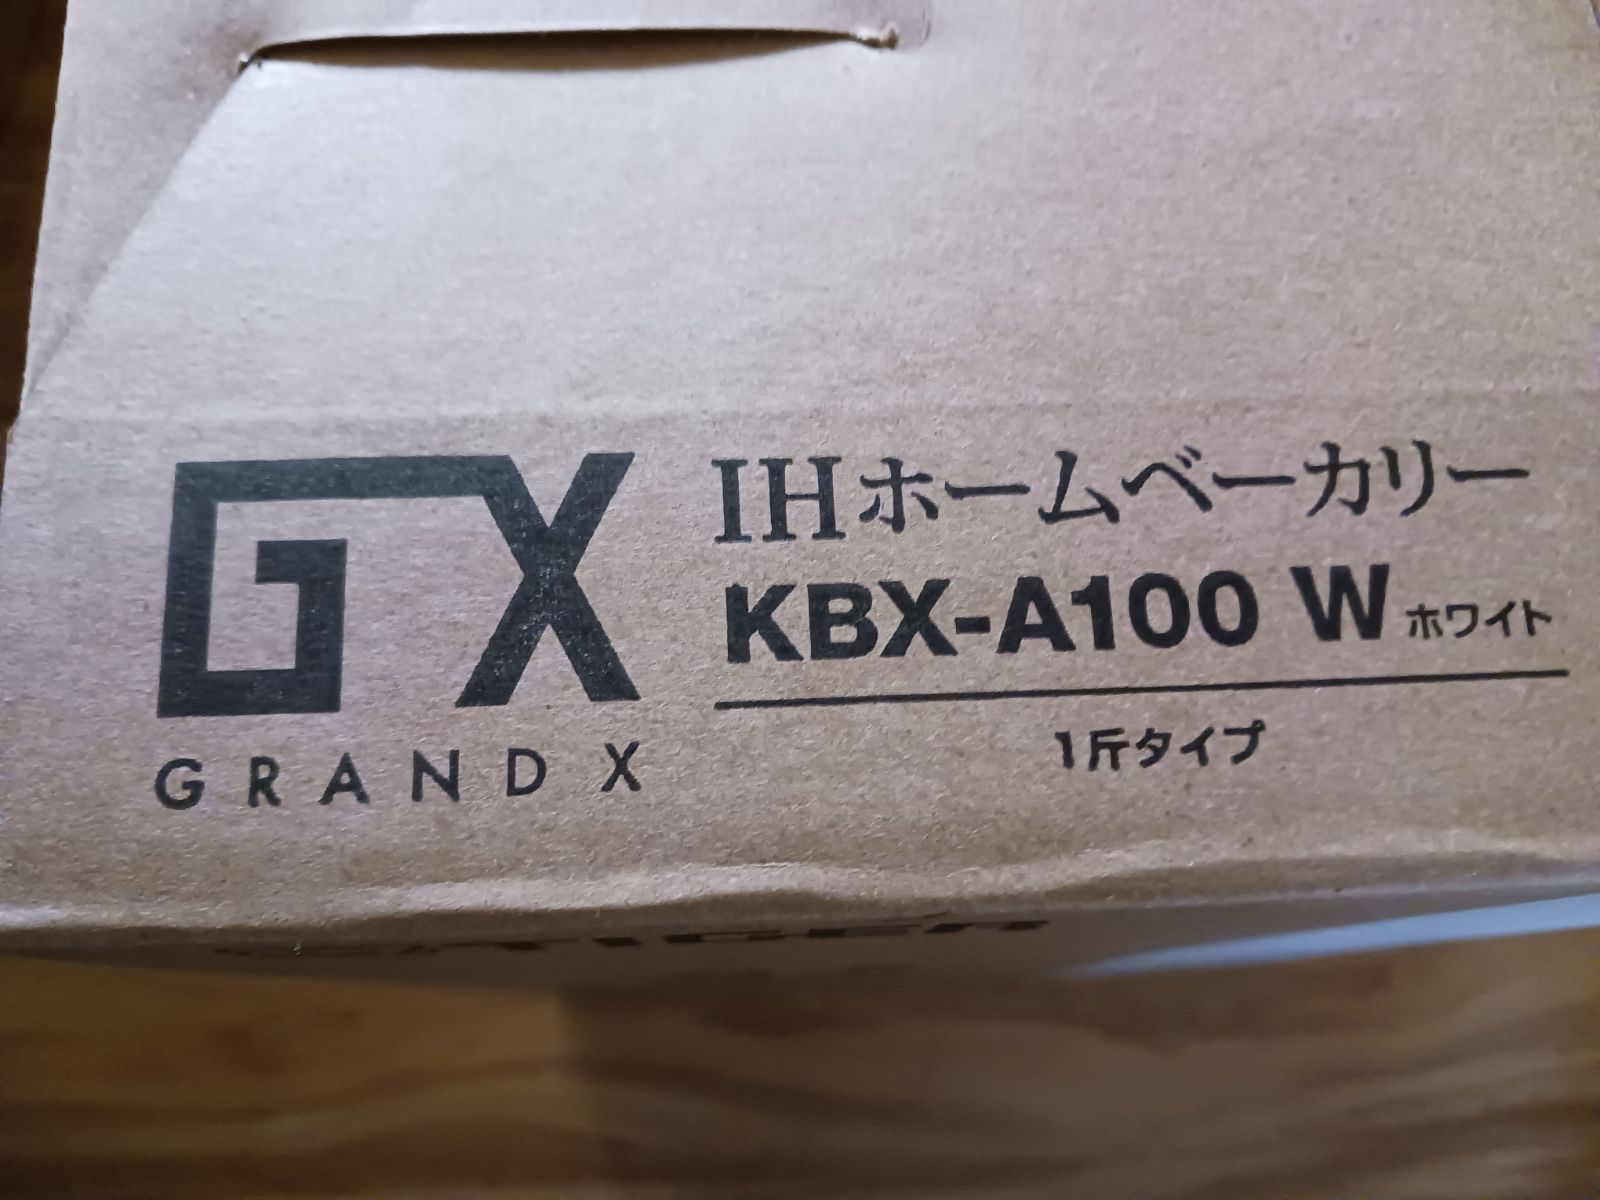 GX
GRAND X
IHホームベーカリー
KBX-A100 W ホワイト
1斤タイプ
TIGER